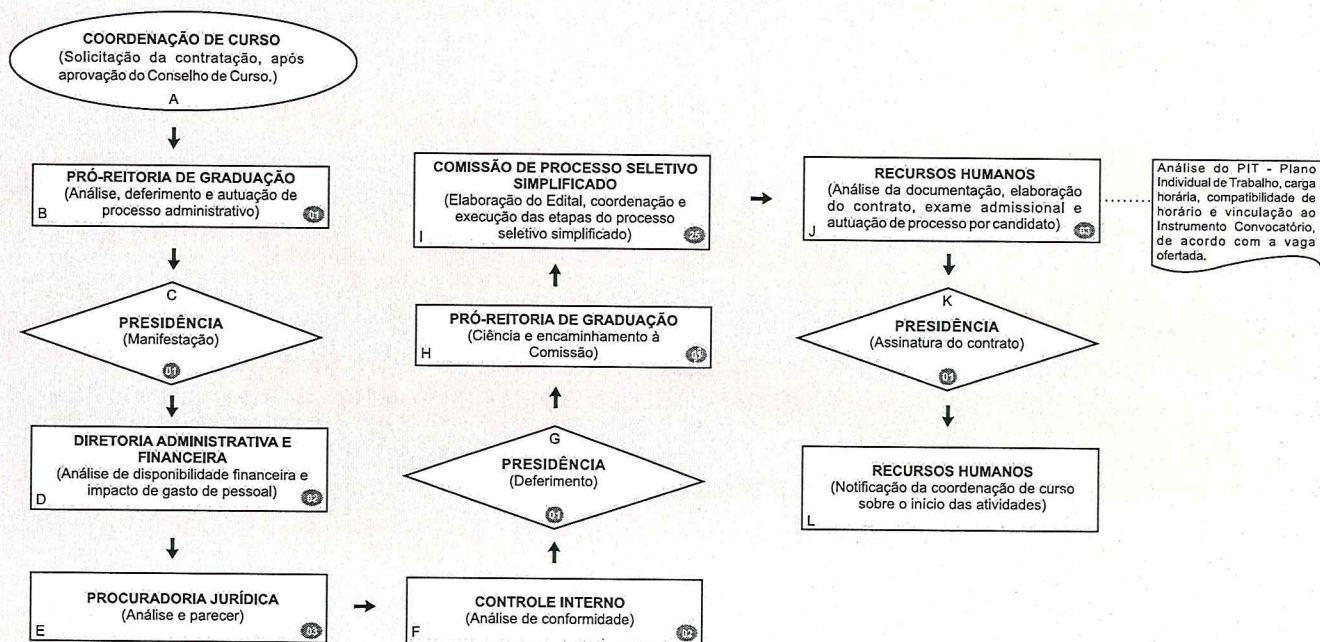 COORDENAÇÃO DE CURSO
(Solicitação da contratação, após
aprovação do Conselho de Curso.)
A
PRÓ-REITORIA DE GRADUAÇÃO
(Análise, deferimento e autuação de
processo administrativo)
B
01
C
PRESIDÊNCIA
(Manifestação)
01
DIRETORIA ADMINISTRATIVA E
FINANCEIRA
(Análise de disponibilidade financeira e
impacto de gasto de pessoal)
D
02
PROCURADORIA JURÍDICA
(Análise e parecer)
E
03
CONTROLE INTERNO
(Análise de conformidade)
F
02
G
PRESIDÊNCIA
(Deferimento)
01
PRÓ-REITORIA DE GRADUAÇÃO
(Ciência e encaminhamento à
Comissão)
H
01
COMISSÃO DE PROCESSO SELETIVO
SIMPLIFICADO
(Elaboração do Edital, coordenação e
execução das etapas do processo
seletivo simplificado)
I
25
RECURSOS HUMANOS
(Análise da documentação, elaboração
do contrato, exame admissional e
autuação de processo por candidato)
J
Análise do PIT - Plano
Individual de Trabalho, carga
horária, compatibilidade de
horário e vinculação ao
Instrumento Convocatório,
de acordo com a vaga
ofertada.
K
PRESIDÊNCIA
(Assinatura do contrato)
01
RECURSOS HUMANOS
(Notificação da coordenação de curso
sobre o início das atividades)
L